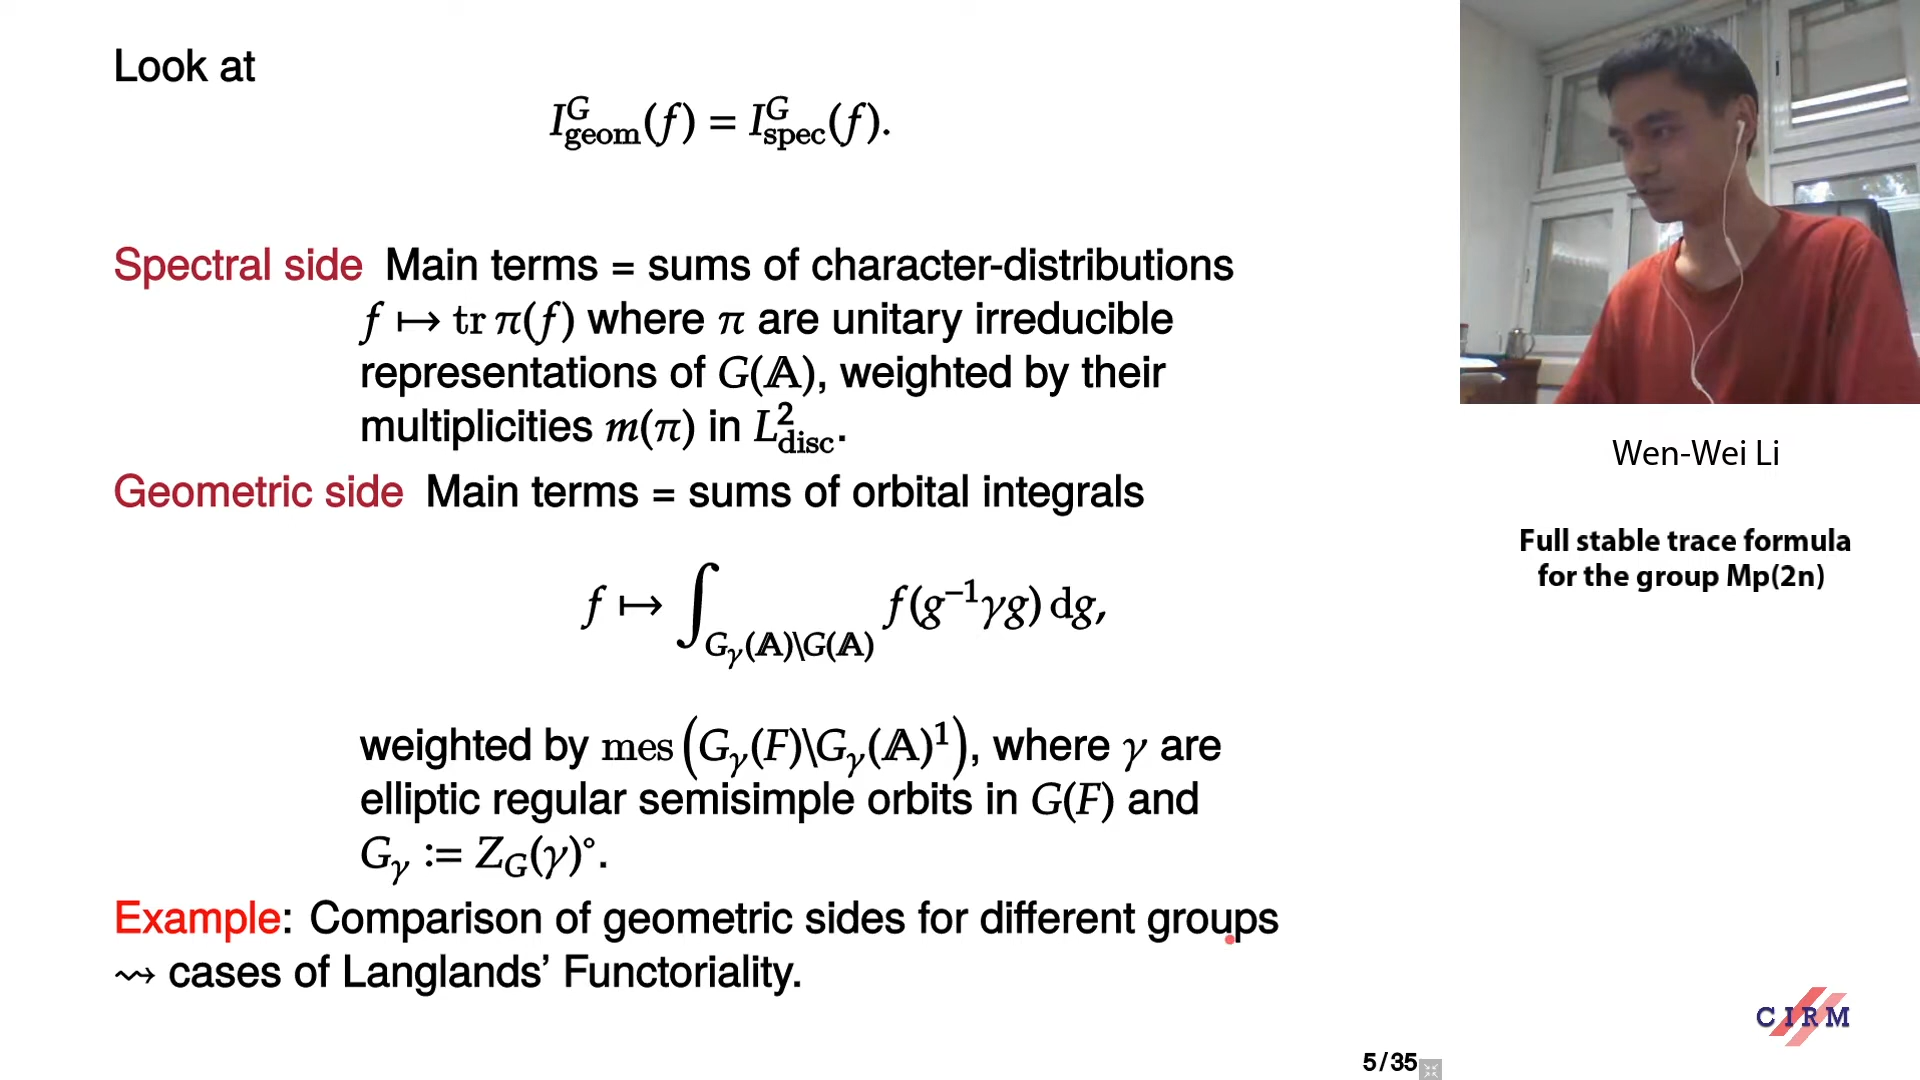 Look at
I^G_geom(f) = I^G_spec(f).
Spectral side Main terms = sums of character-distributions
f ↦ tr π(f) where π are unitary irreducible
representations of G(𝔸), weighted by their
multiplicities m(π) in L²_disc.
Geometric side Main terms = sums of orbital integrals
f ↦ ∫_{G_γ(𝔸)\G(𝔸)} f(g⁻¹γg) dg,
weighted by mes (G_γ(F)\G_γ(𝔸)¹), where γ are
elliptic regular semisimple orbits in G(F) and
G_γ := Z_G(γ)°.
Example: Comparison of geometric sides for different groups
⇝ cases of Langlands’ Functoriality.
5/35
Wen-Wei Li
Full stable trace formula
for the group Mp(2n)
CIRM